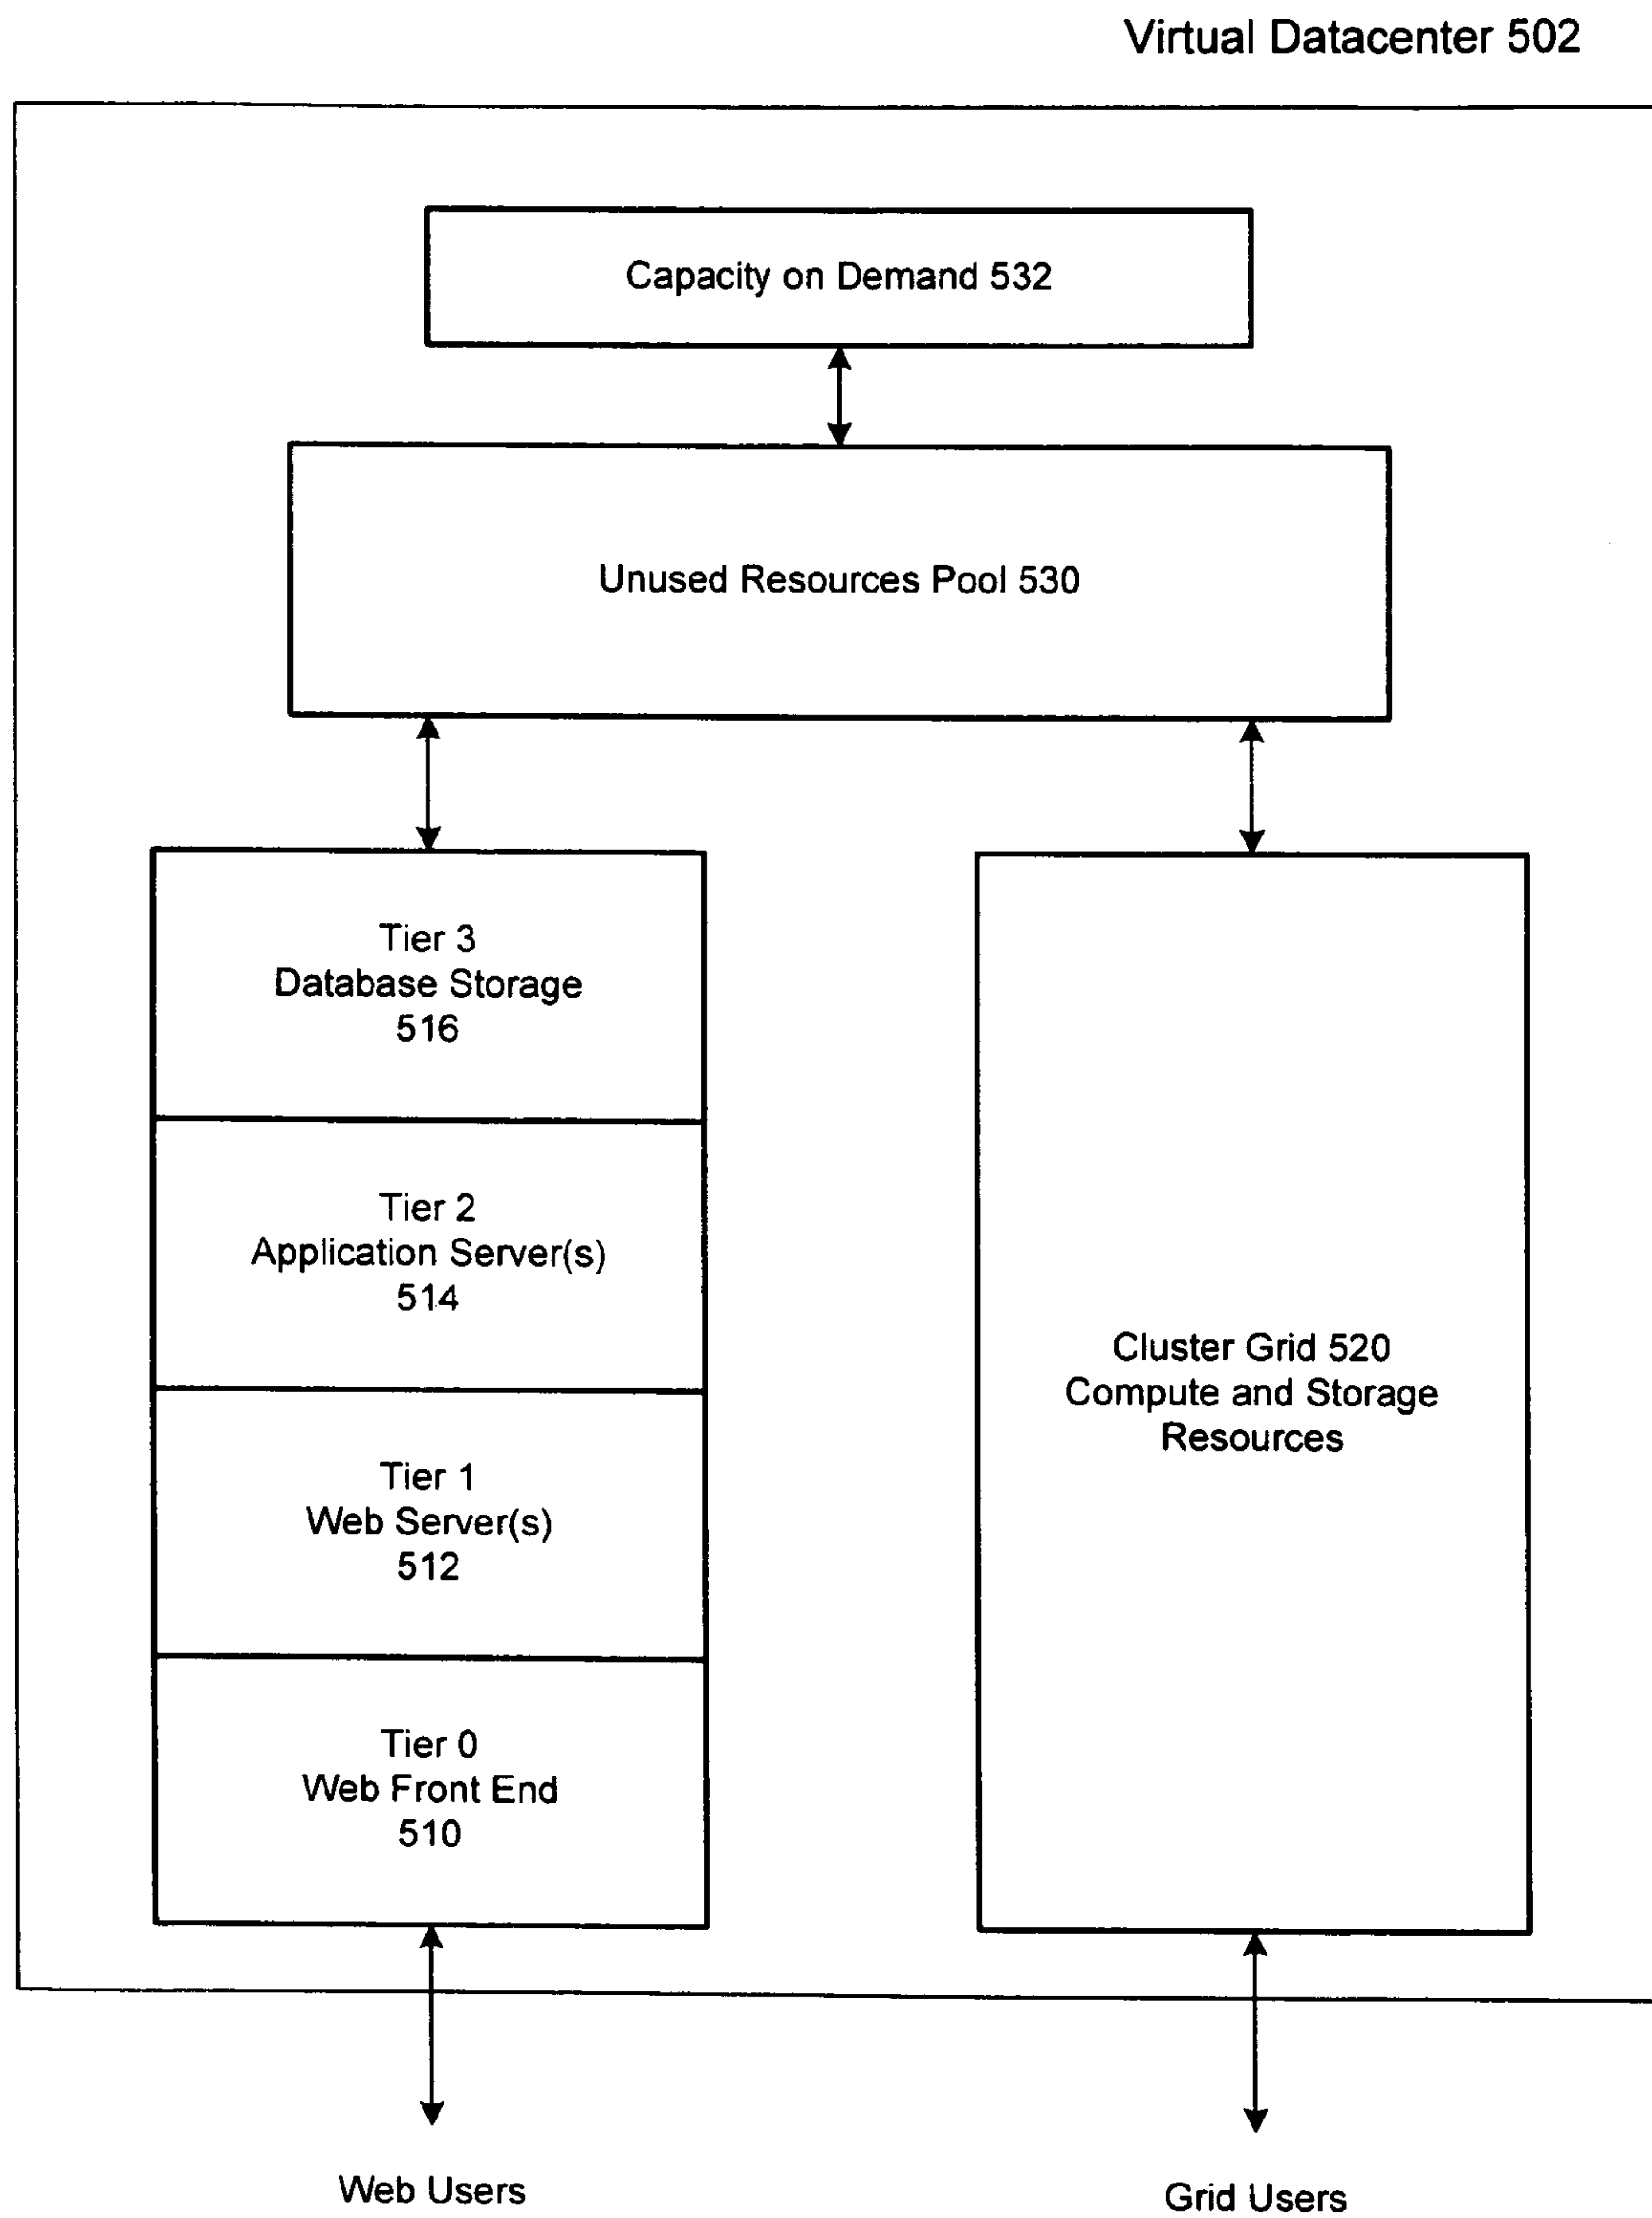 Virtual Datacenter 502
Capacity on Demand 532
Unused Resources Pool 530
Tier 3
Database Storage
516
Tier 2
Application Server(s)
514
Tier 1
Web Server(s)
512
Tier 0
Web Front End
510
Cluster Grid 520
Compute and Storage
Resources
Web Users
Grid Users